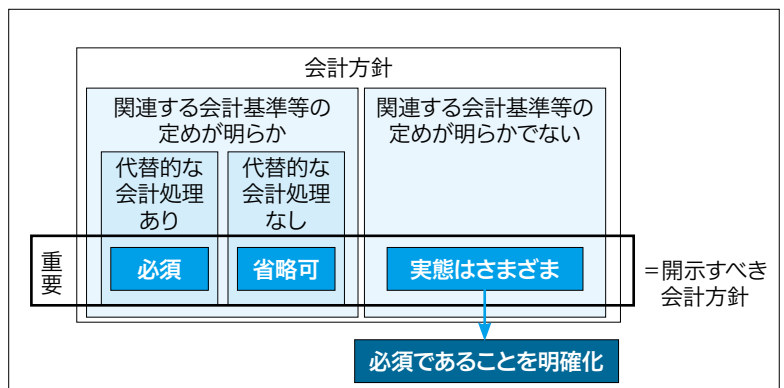 会計方針
関連する会計基準等の
定めが明らか
関連する会計基準等の
定めが明らかでない
代替的な
会計処理
あり
代替的な
会計処理
なし
重
要
必須
省略可
実態はさまざま
＝開示すべき
会計方針
必須であることを明確化